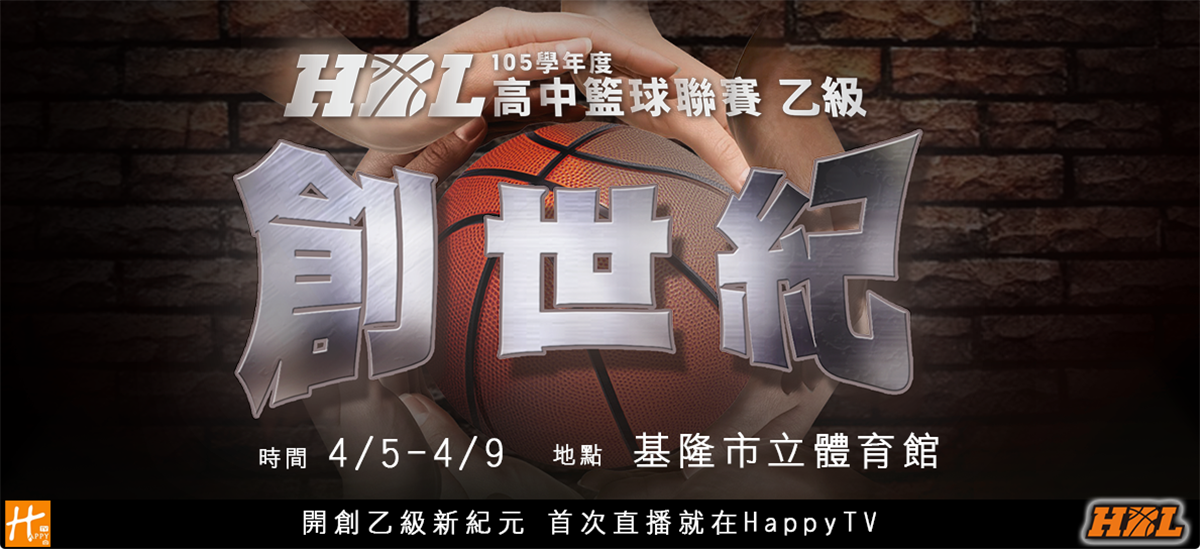 HBL 105學年度
高中籃球聯賽 乙級
創世紀
時間 4/5-4/9 地點 基隆市立體育館
開創乙級新紀元 首次直播就在HappyTV
HAPPY
HBL